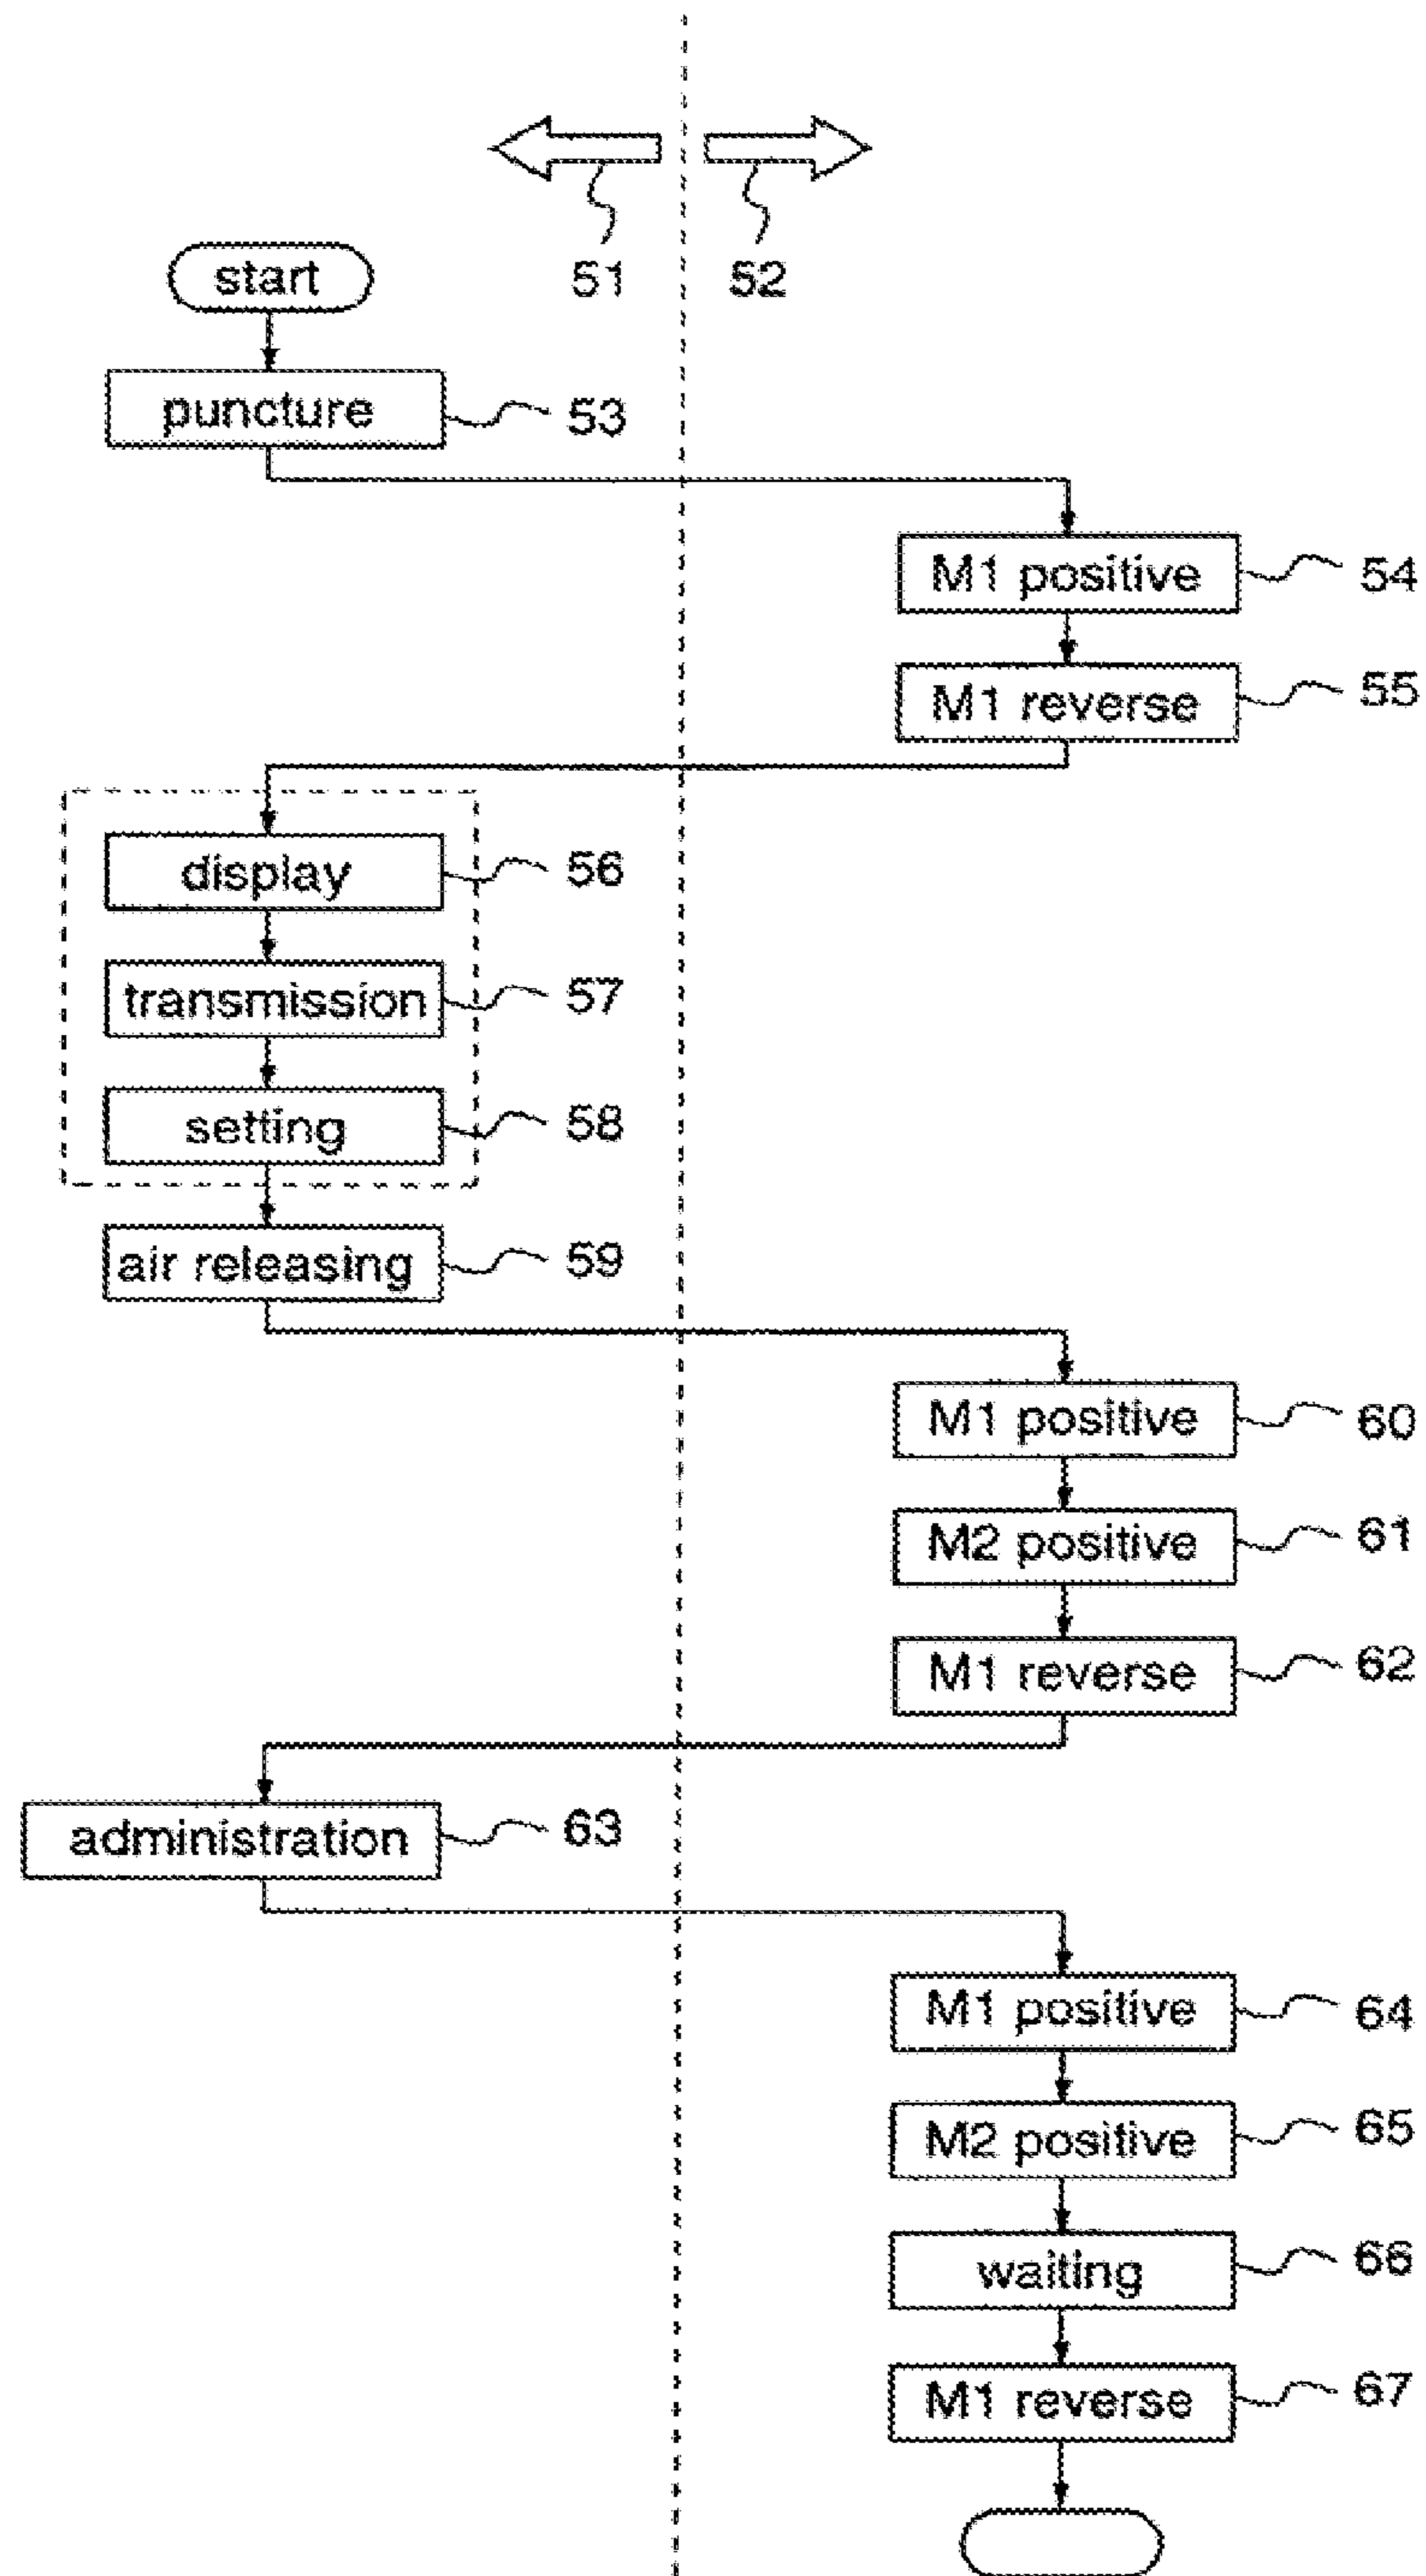 51 52
start
puncture 53
M1 positive 54
M1 reverse 55
display 56
transmission 57
setting 58
air releasing 59
M1 positive 60
M2 positive 61
M1 reverse 62
administration 63
M1 positive 64
M2 positive 65
waiting 66
M1 reverse 67